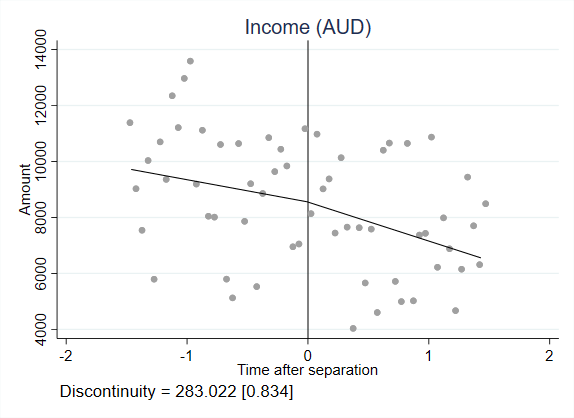 Income (AUD)
14000
12000
10000
8000
6000
4000
Amount
-2
-1
0
1
2
Time after separation
Discontinuity = 283.022 [0.834]